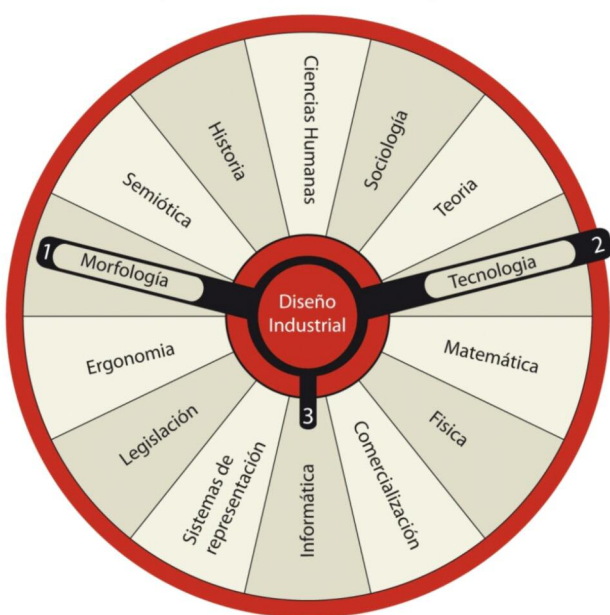 Ciencias Humanas
Sociología
Teoria
2
Tecnologia
Matemática
Fisica
Comercialización
Informática
Sistemas de
representación
Legislación
Ergonomia
1
Morfología
Semiótica
Historia
Diseño
Industrial
3